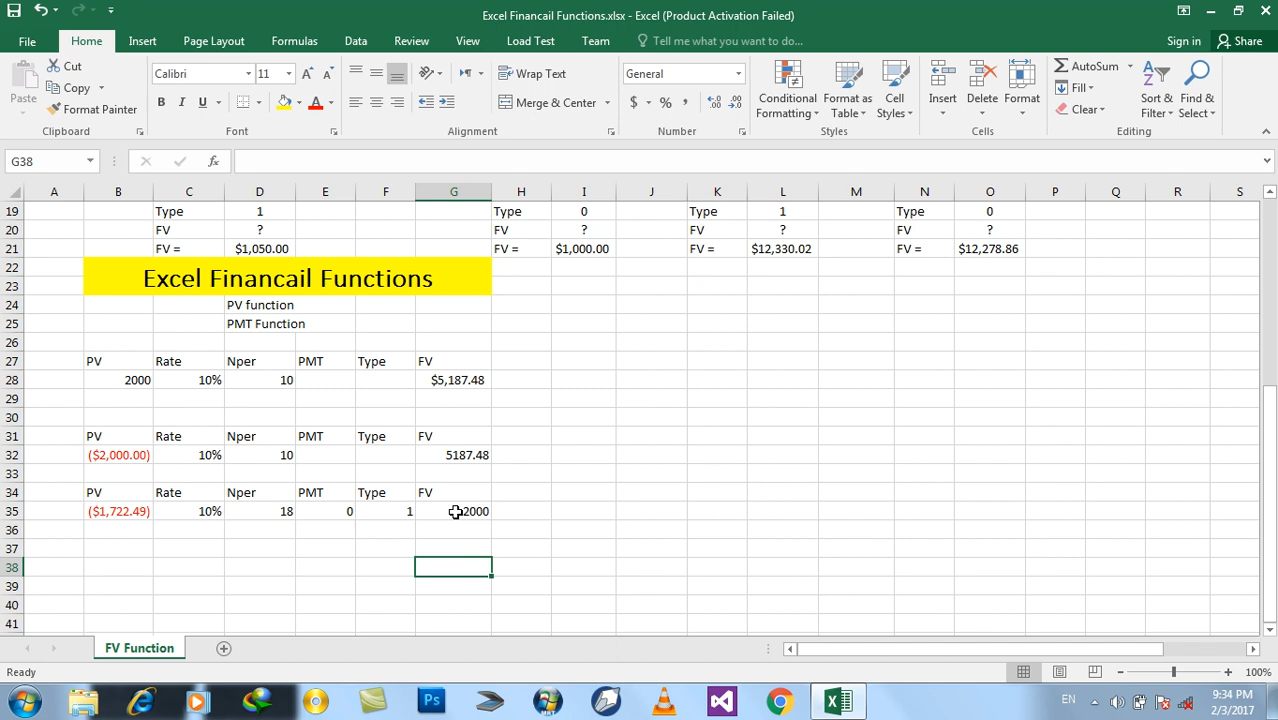 Excel Financail Functions.xlsx - Excel (Product Activation Failed)
File Home Insert Page Layout Formulas Data Review View Load Test Team Tell me what you want to do... Sign in Share
Paste Cut Copy Format Painter Clipboard
Calibri 11 A A B I U A Font
Wrap Text Merge & Center Alignment
General $ % , Number
Conditional Formatting Format as Table Cell Styles Styles
Insert Delete Format Cells
AutoSum Fill Clear Sort & Filter Find & Select Editing
G38 fx
A B C D E F G H I J K L M N O P Q R S
19 Type 1 Type 0 Type 1 Type 0
20 FV ? FV ? FV ? FV ?
21 FV = $1,050.00 FV = $1,000.00 FV = $12,330.02 FV = $12,278.86
22
23 Excel Financail Functions
24 PV function
25 PMT Function
26
27 PV Rate Nper PMT Type FV
28 2000 10% 10 $5,187.48
29
30
31 PV Rate Nper PMT Type FV
32 ($2,000.00) 10% 10 5187.48
33
34 PV Rate Nper PMT Type FV
35 ($1,722.49) 10% 18 0 1 2000
36
37
38
39
40
41
FV Function
Ready 100%
Ps EN 9:34 PM
2/3/2017